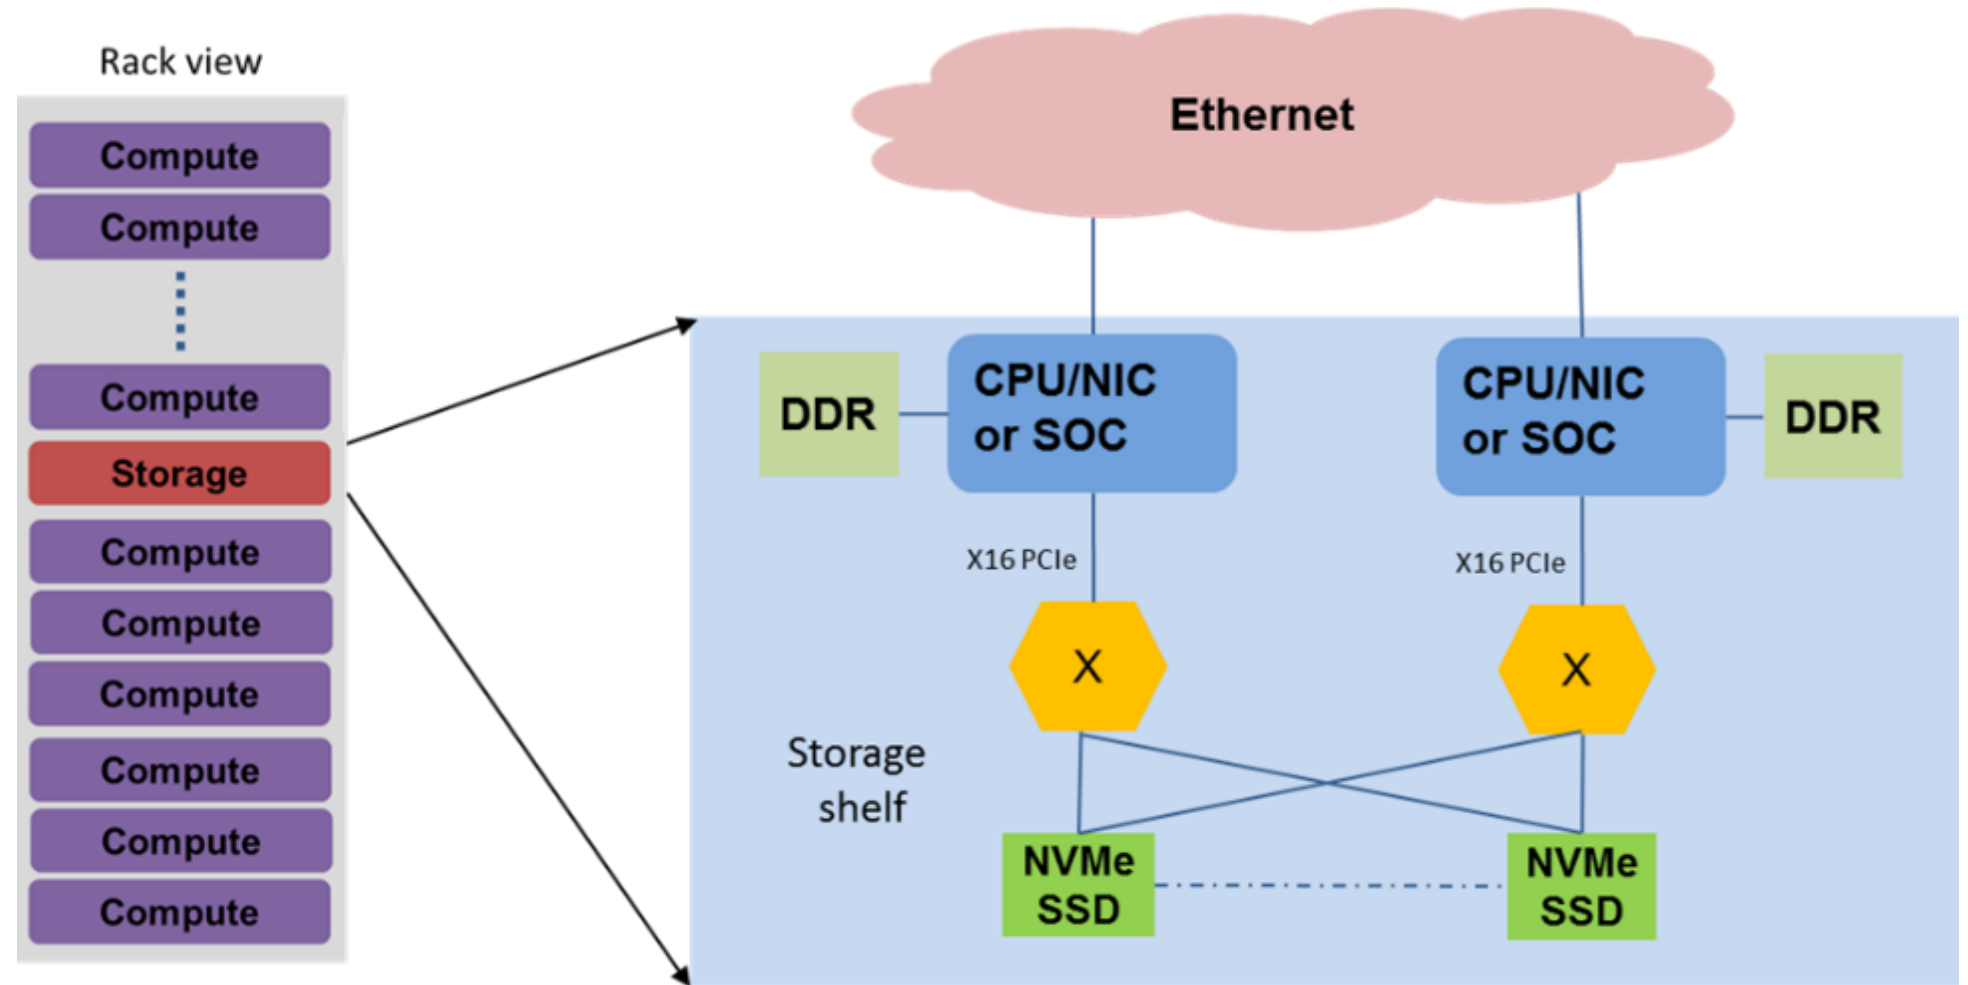 Rack view
Compute
Compute
Compute
Storage
Compute
Compute
Compute
Compute
Compute
Compute
Ethernet
DDR
CPU/NIC
or SOC
CPU/NIC
or SOC
DDR
X16 PCIe
X16 PCIe
X
X
Storage
shelf
NVMe
SSD
NVMe
SSD